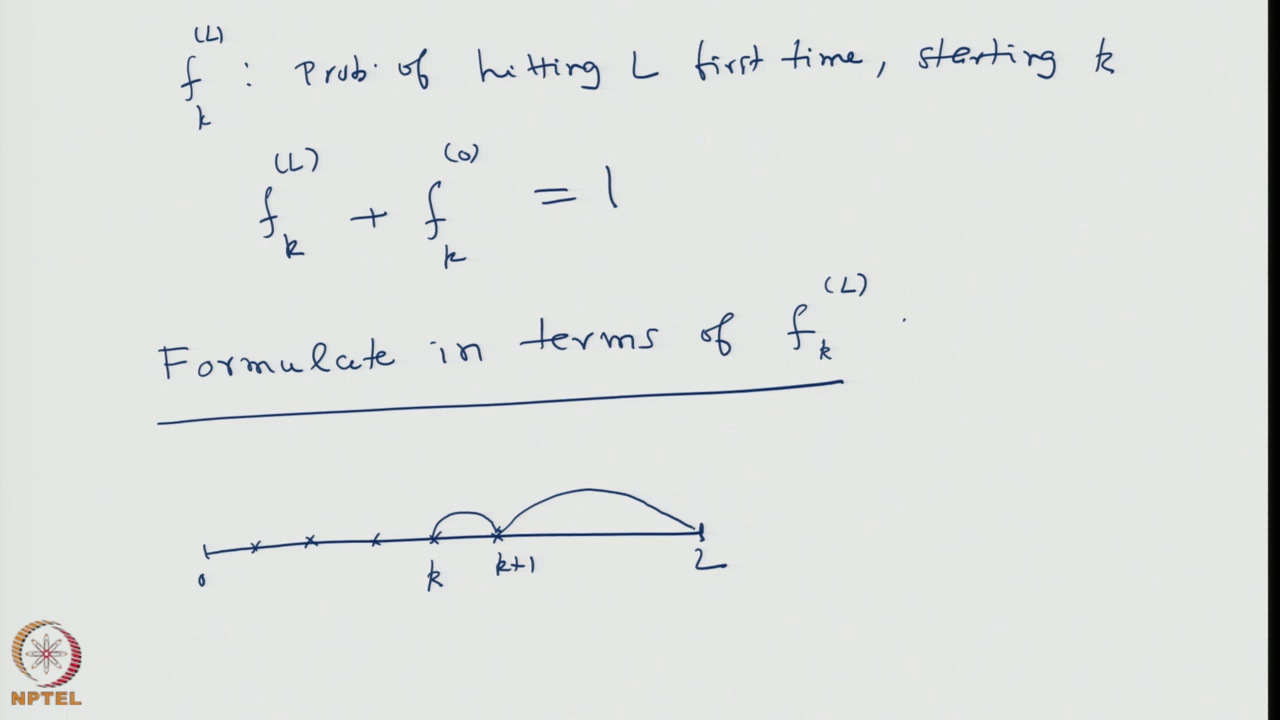 f_k^(L) : Prob. of hitting L first time, starting k
f_k^(L) + f_k^(0) = 1
Formulate in terms of f_k^(L).
0 k k+1 L
NPTEL